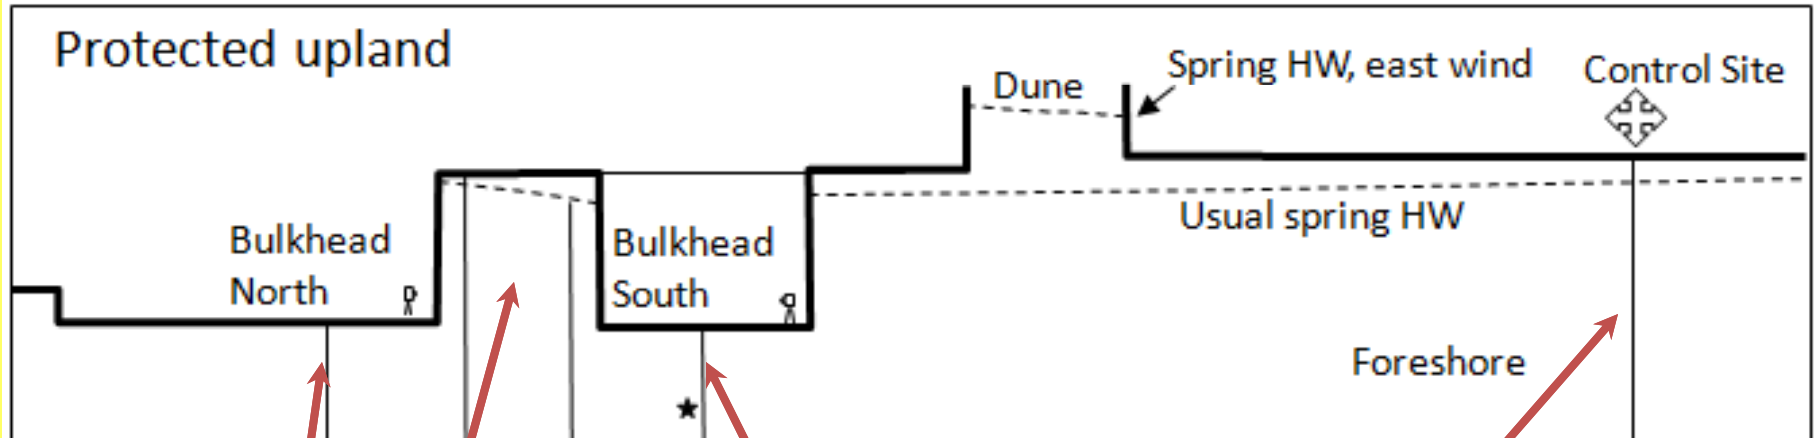 Protected upland
Spring HW, east wind
Control Site
Dune
Usual spring HW
Bulkhead
North
Bulkhead
South
Foreshore